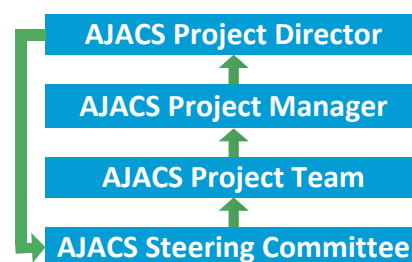 AJACS Project Director
AJACS Project Manager
AJACS Project Team
AJACS Steering Committee